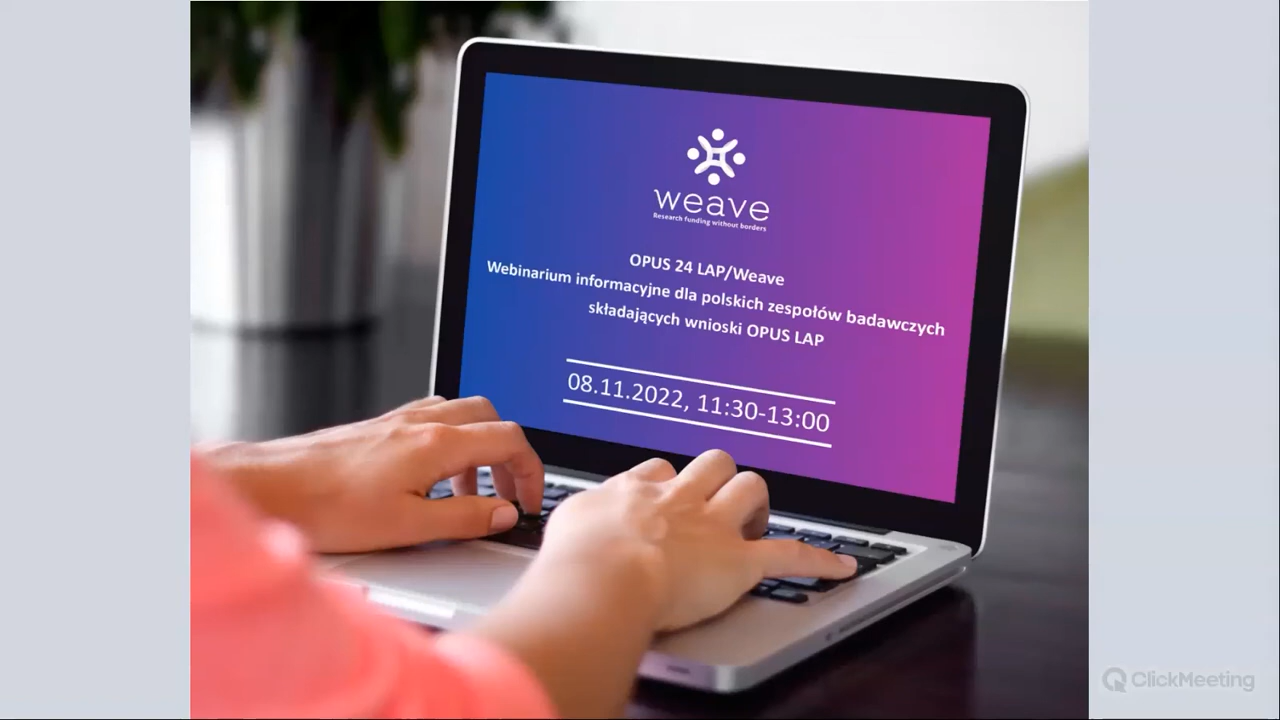 weave
Research funding without borders
OPUS 24 LAP/Weave
Webinarium informacyjne dla polskich zespołów badawczych
składających wnioski OPUS LAP
08.11.2022, 11:30-13:00
ClickMeeting